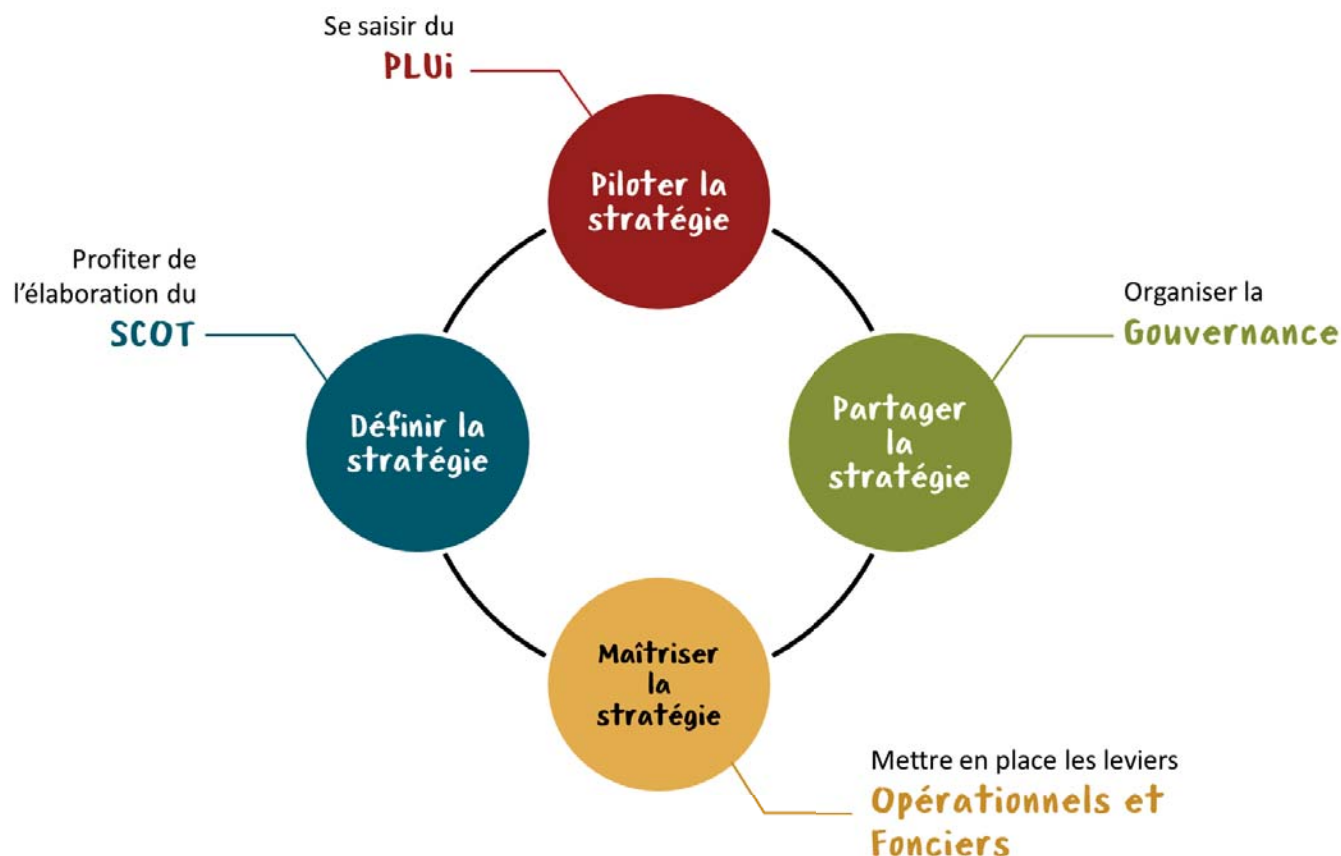 Se saisir du
PLUi
Piloter la
stratégie
Profiter de
l'élaboration du
SCOT
Organiser la
Gouvernance
Définir la
stratégie
Partager
la
stratégie
Maîtriser
la
stratégie
Mettre en place les leviers
Opérationnels et
Fonciers